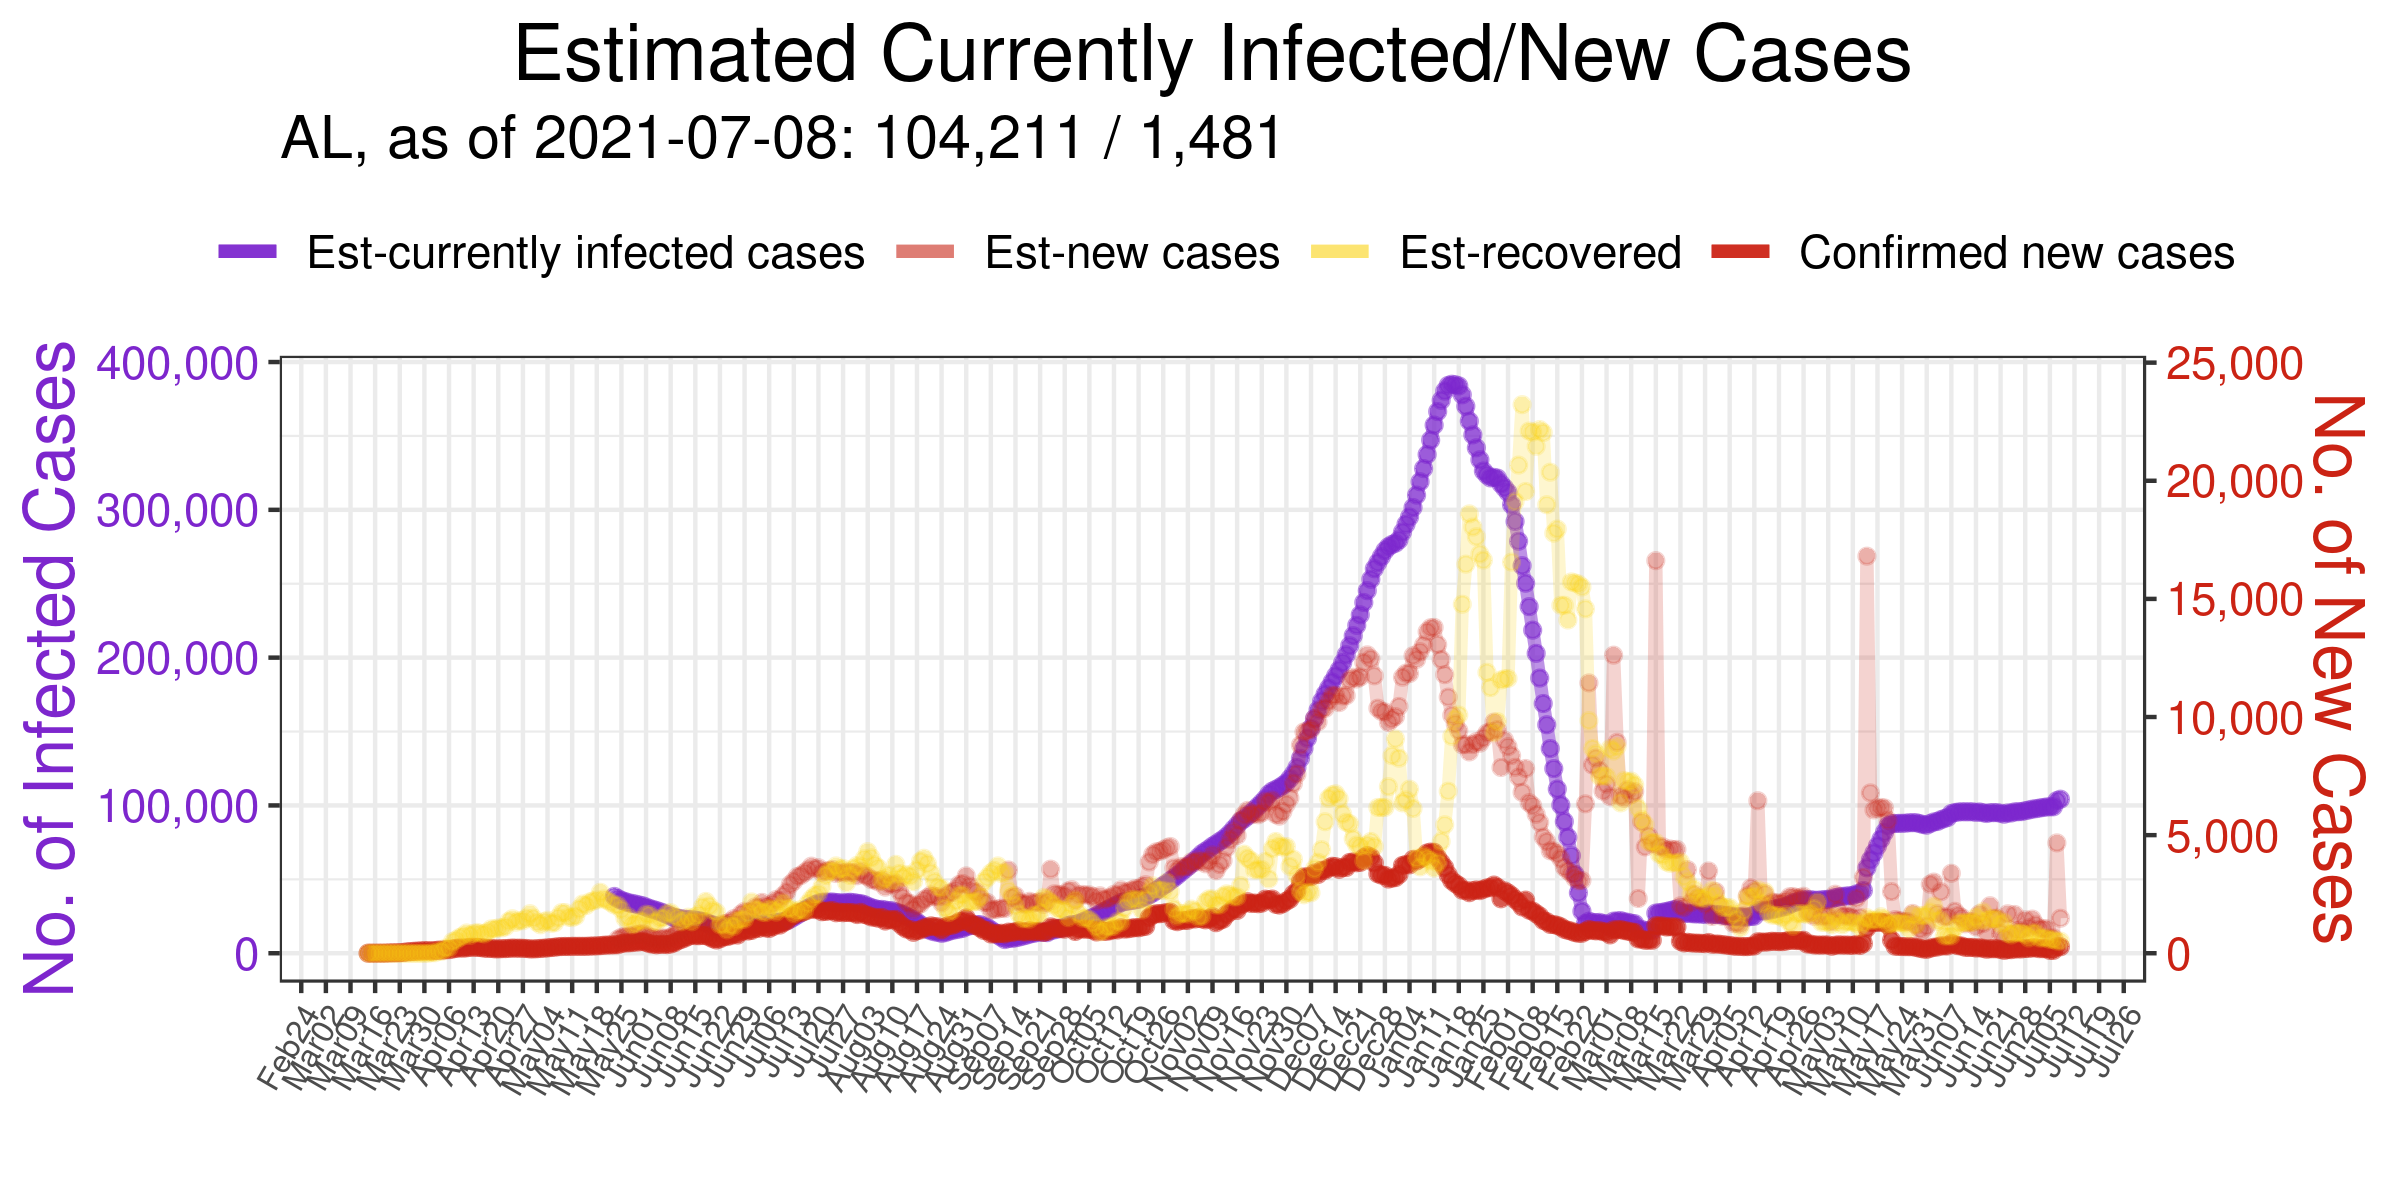 Estimated Currently Infected/New Cases
AL, as of 2021-07-08: 104,211 / 1,481
Est-currently infected cases Est-new cases Est-recovered Confirmed new cases
No. of Infected Cases
400,000
300,000
200,000
100,000
0
25,000
20,000
15,000
10,000
5,000
0
No. of New Cases
Feb24 Mar02 Mar09 Mar16 Mar23 Mar30 Apr06 Apr13 Apr20 Apr27 May04 May11 May18 May25 Jun01 Jun08 Jun15 Jun22 Jun29 Jul06 Jul13 Jul20 Jul27 Aug03 Aug10 Aug17 Aug24 Aug31 Sep07 Sep14 Sep21 Sep28 Oct05 Oct12 Oct19 Oct26 Nov02 Nov09 Nov16 Nov23 Nov30 Dec07 Dec14 Dec21 Dec28 Jan04 Jan11 Jan18 Jan25 Feb01 Feb08 Feb15 Feb22 Mar01 Mar08 Mar15 Mar22 Mar29 Apr05 Apr12 Apr19 Apr26 May03 May10 May17 May24 May31 Jun07 Jun14 Jun21 Jun28 Jul05 Jul12 Jul19 Jul26